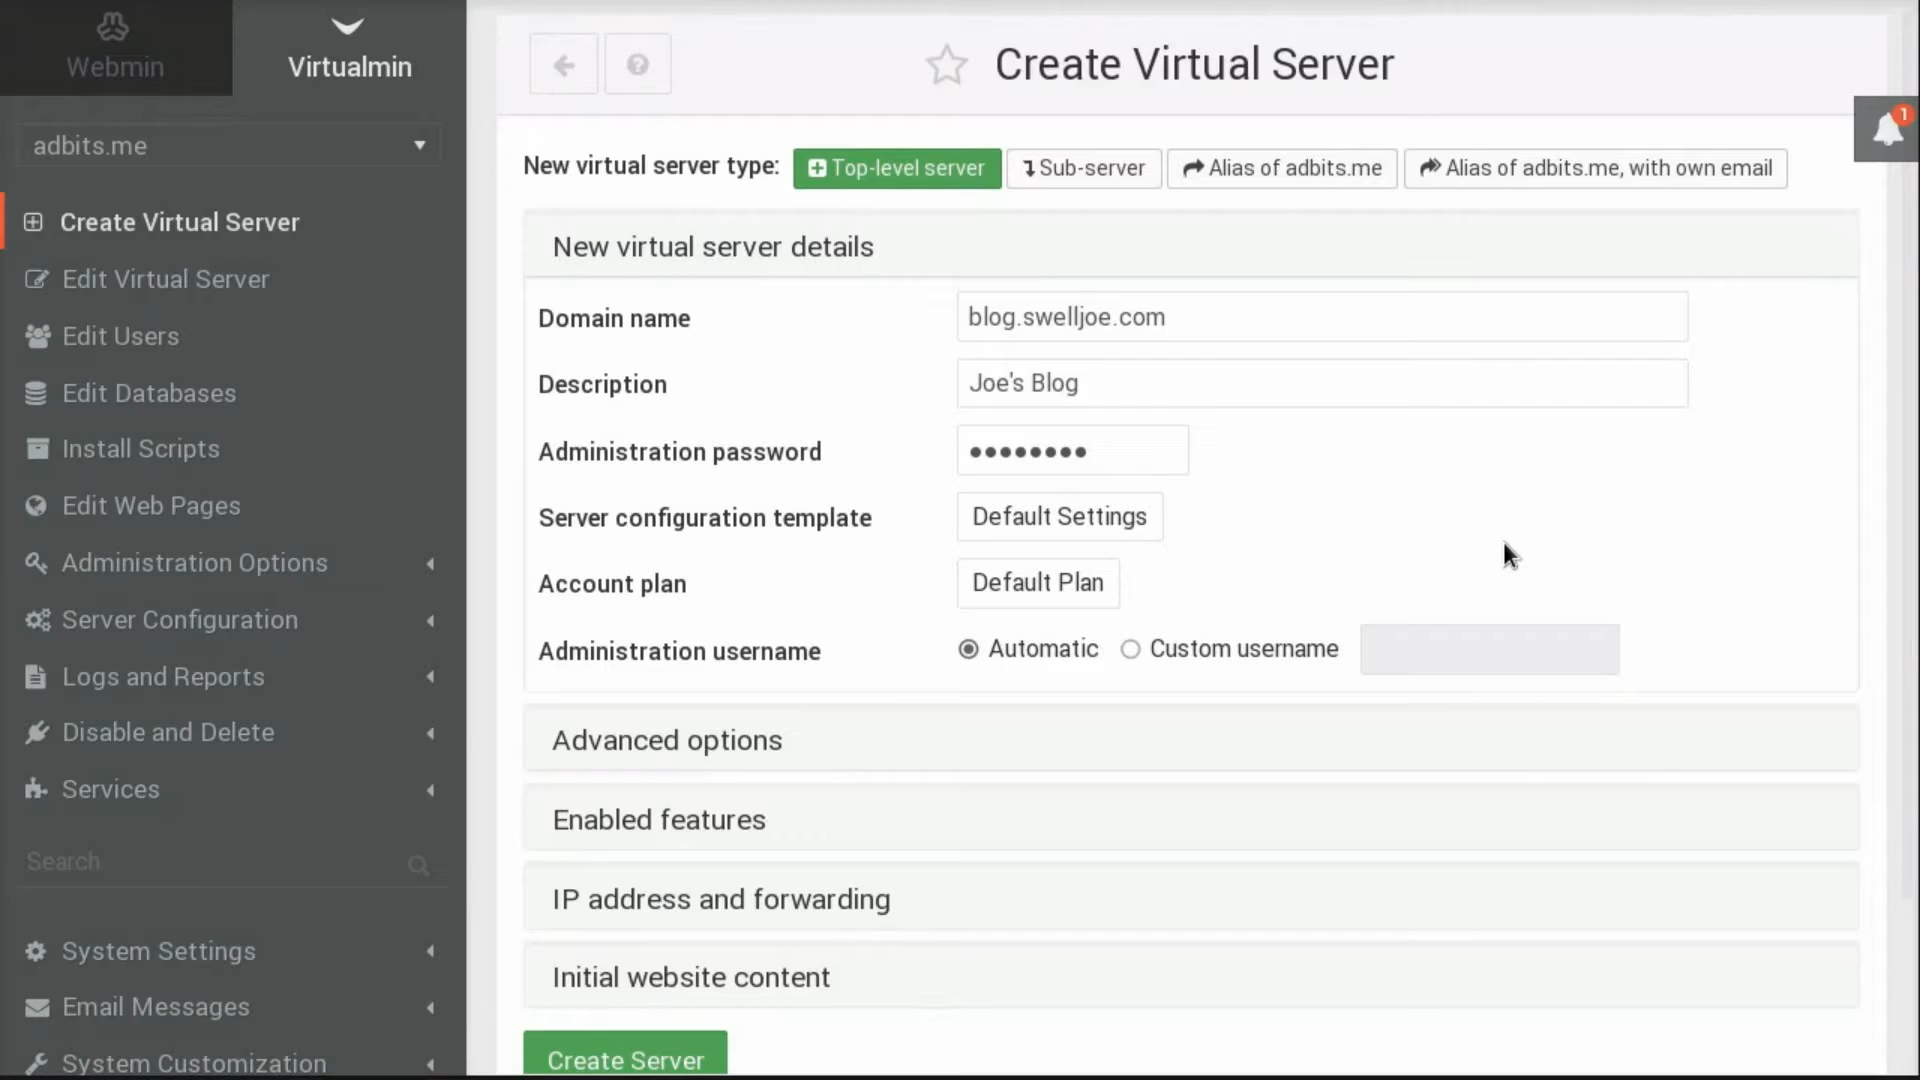 Webmin
Virtualmin
adbits.me
Create Virtual Server
Edit Virtual Server
Edit Users
Edit Databases
Install Scripts
Edit Web Pages
Administration Options
Server Configuration
Logs and Reports
Disable and Delete
Services
Search
System Settings
Email Messages
System Customization
Create Virtual Server
1
New virtual server type: Top-level server Sub-server Alias of adbits.me Alias of adbits.me, with own email
New virtual server details
Domain name blog.swelljoe.com
Description Joe's Blog
Administration password ••••••••
Server configuration template Default Settings
Account plan Default Plan
Administration username Automatic Custom username
Advanced options
Enabled features
IP address and forwarding
Initial website content
Create Server